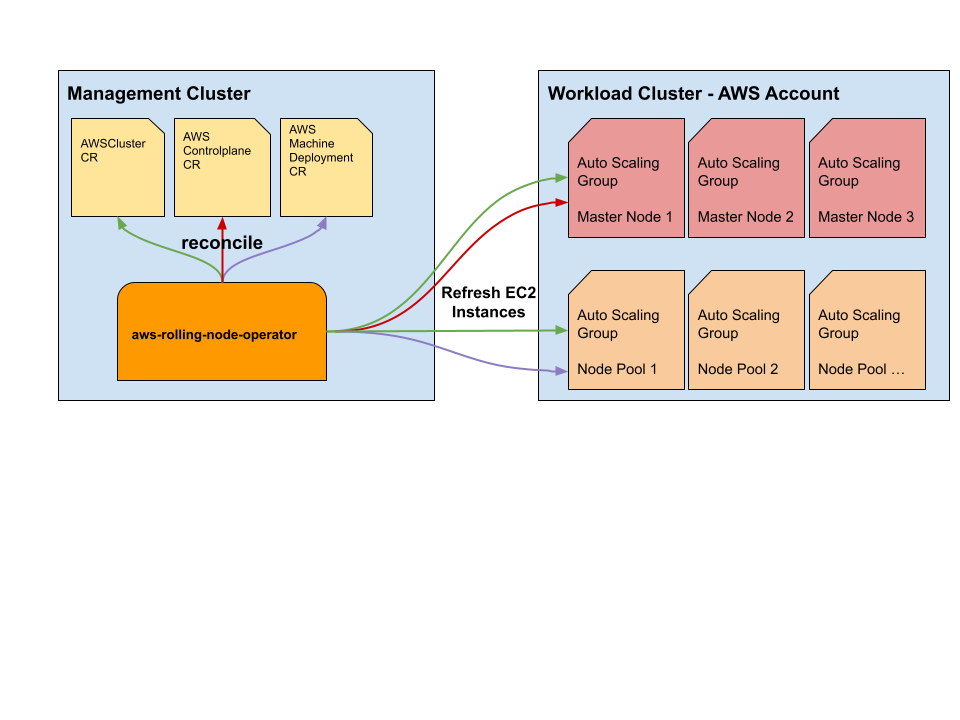 Management Cluster
AWSCluster
CR
AWS
Controlplane
CR
AWS
Machine
Deployment
CR
reconcile
aws-rolling-node-operator
Refresh EC2
Instances
Workload Cluster - AWS Account
Auto Scaling
Group
Master Node 1
Auto Scaling
Group
Master Node 2
Auto Scaling
Group
Master Node 3
Auto Scaling
Group
Node Pool 1
Auto Scaling
Group
Node Pool 2
Auto Scaling
Group
Node Pool …